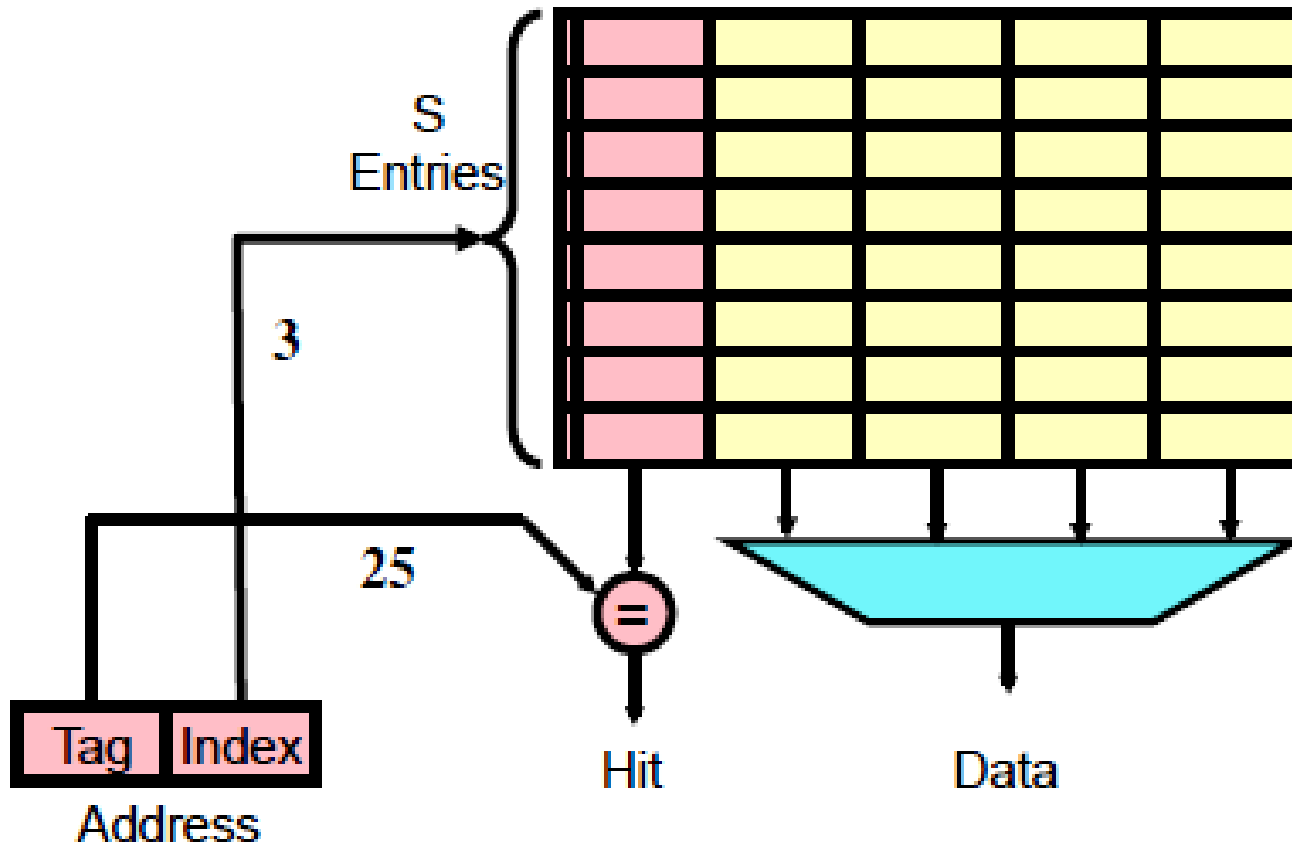 S
Entries
3
25
=
Tag Index
Address
Hit
Data